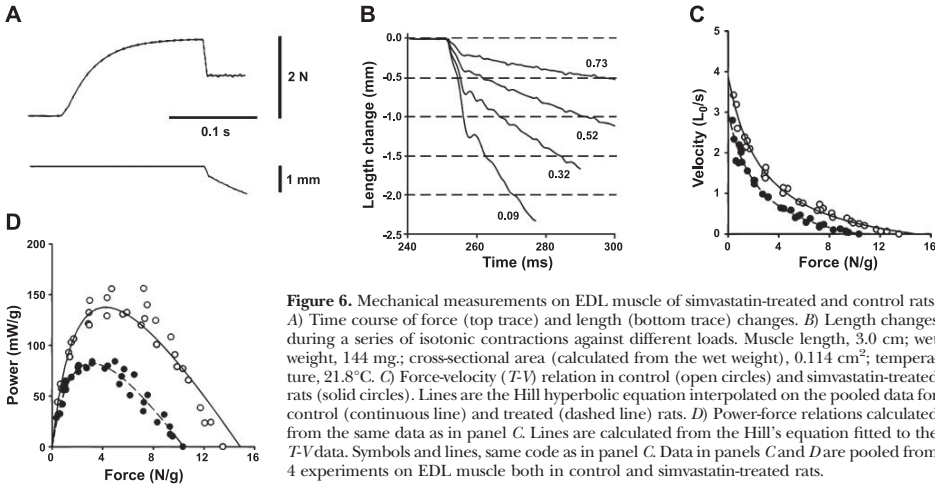 A
2 N
0.1 s
1 mm
B
Length change (mm)
0.0
-0.5
-1.0
-1.5
-2.0
-2.5
0.73
0.52
0.32
0.09
240
260
280
300
Time (ms)
C
Velocity (L0/s)
5
4
3
2
1
0
0
4
8
12
16
Force (N/g)
D
Power (mW/g)
200
150
100
50
0
0
4
8
12
16
Force (N/g)
Figure 6. Mechanical measurements on EDL muscle of simvastatin-treated and control rats
A) Time course of force (top trace) and length (bottom trace) changes. B) Length changes
during a series of isotonic contractions against different loads. Muscle length, 3.0 cm; wet
weight, 144 mg.; cross-sectional area (calculated from the wet weight), 0.114 cm²; tempera-
ture, 21.8°C. C) Force-velocity (T-V) relation in control (open circles) and simvastatin-treated
rats (solid circles). Lines are the Hill hyperbolic equation interpolated on the pooled data for
control (continuous line) and treated (dashed line) rats. D) Power-force relations calculated
from the same data as in panel C. Lines are calculated from the Hill's equation fitted to the
T-V data. Symbols and lines, same code as in panel C. Data in panels C and D are pooled from
4 experiments on EDL muscle both in control and simvastatin-treated rats.